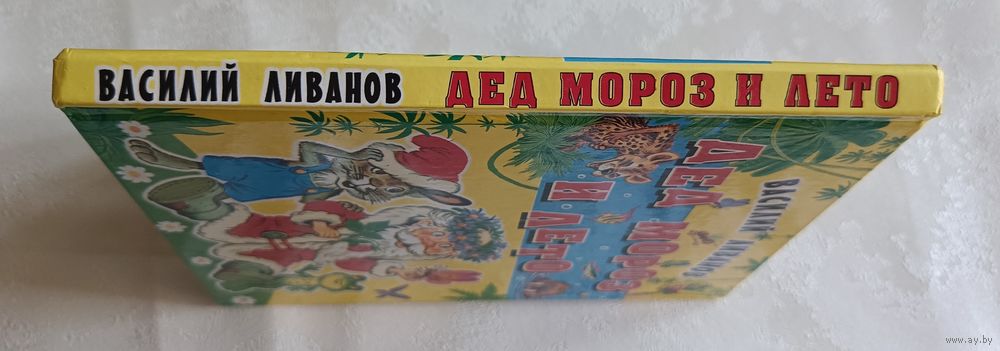 ВАСИЛИЙ ЛИВАНОВ ДЕД МОРОЗ И ЛЕТО
ВАСИЛИЙ ЛИВАНОВ
ДЕД МОРОЗ
И ЛЕТО
www.ay.by